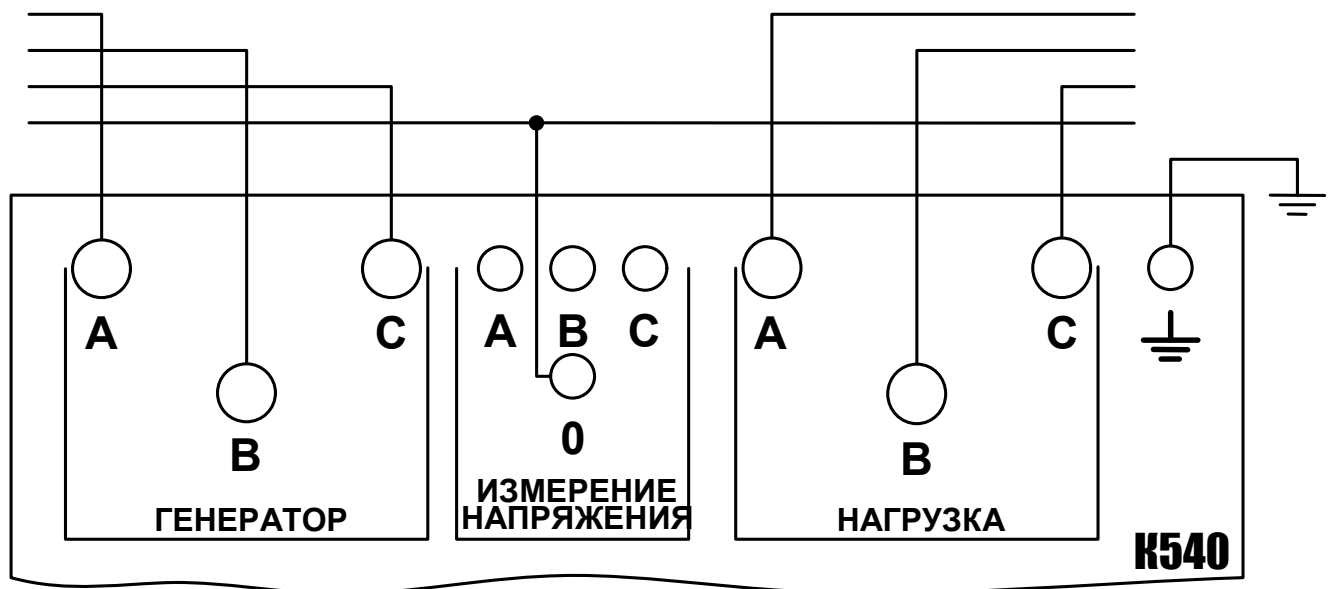 А С А В С А С
В 0 В
ИЗМЕРЕНИЕ
НАПРЯЖЕНИЯ
ГЕНЕРАТОР НАГРУЗКА
К540